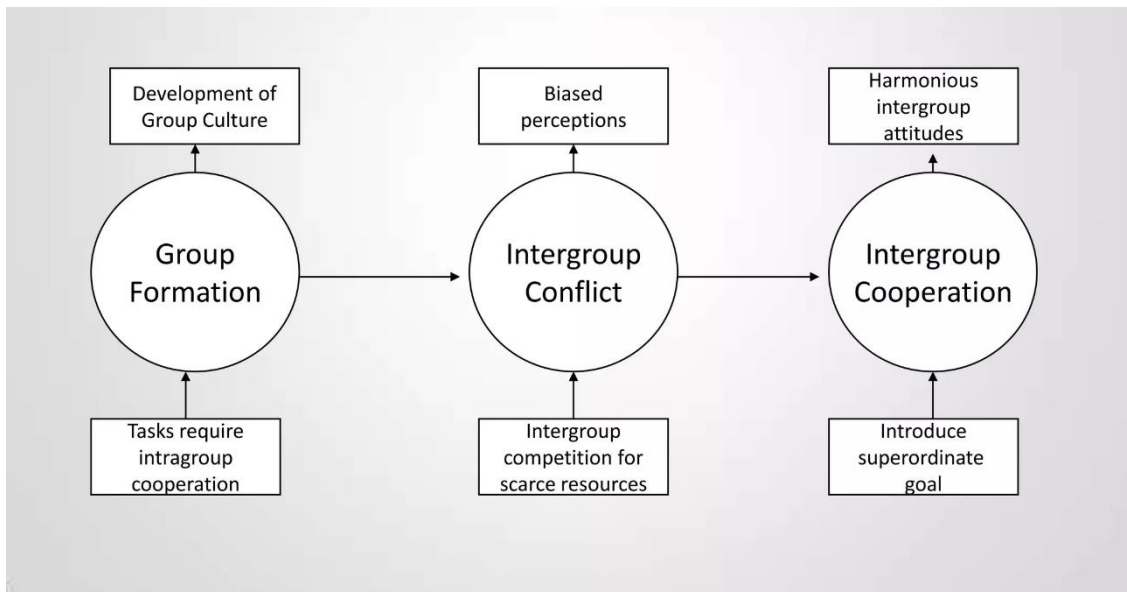 Development of
Group Culture
Biased
perceptions
Harmonious
intergroup
attitudes
Group
Formation
Intergroup
Conflict
Intergroup
Cooperation
Tasks require
intragroup
cooperation
Intergroup
competition for
scarce resources
Introduce
superordinate
goal